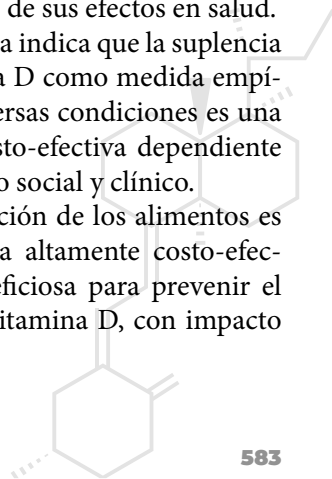 de sus efectos en salud.
a indica que la suplencia
a D como medida empí-
ersas condiciones es una
sto-efectiva dependiente
o social y clínico.
ción de los alimentos es
a altamente costo-efec-
eficiosa para prevenir el
itamina D, con impacto
583